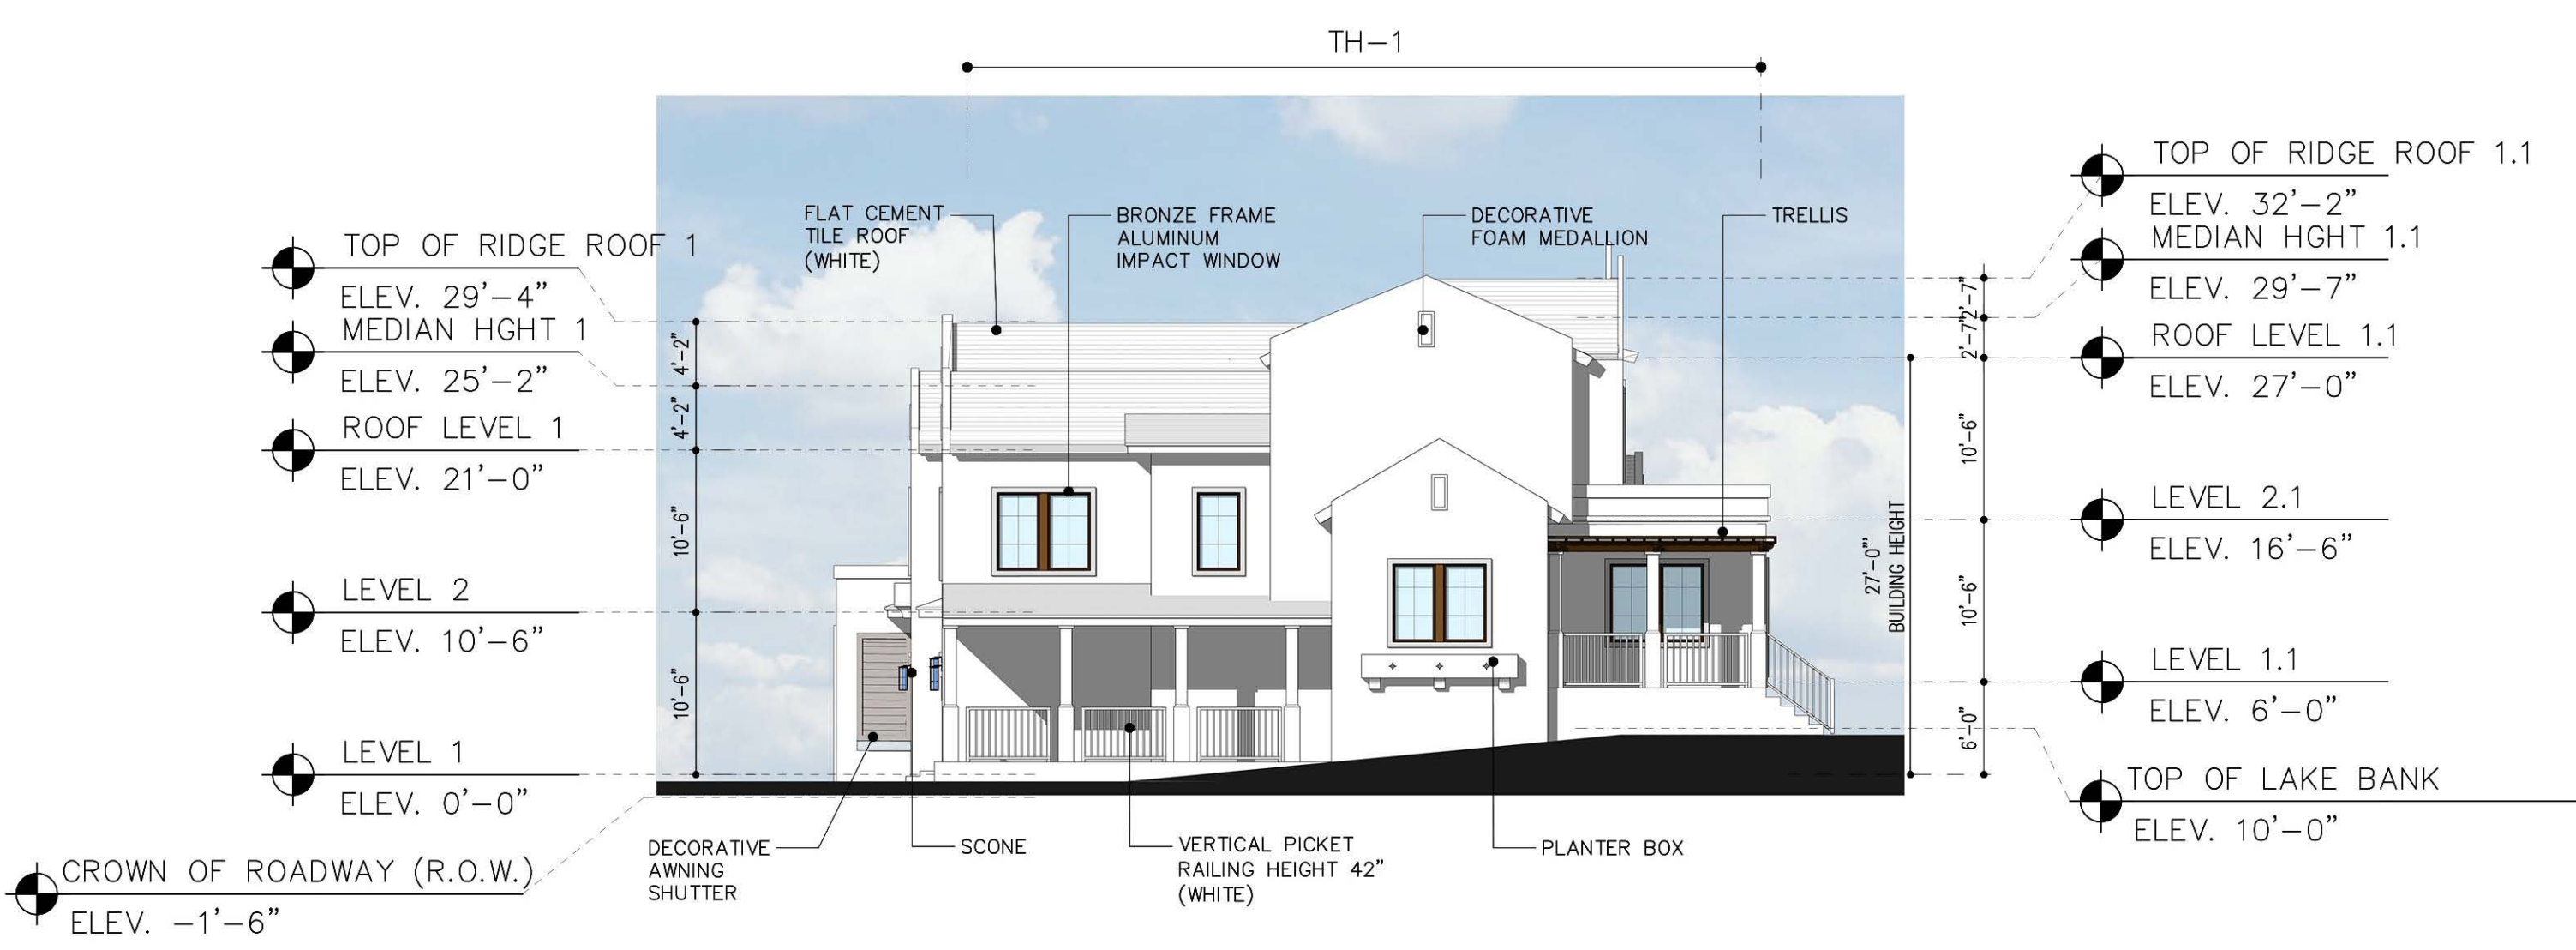 TH-1
TOP OF RIDGE ROOF 1
ELEV. 29'-4"
MEDIAN HGHT 1
ELEV. 25'-2"
ROOF LEVEL 1
ELEV. 21'-0"
LEVEL 2
ELEV. 10'-6"
LEVEL 1
ELEV. 0'-0"
CROWN OF ROADWAY (R.O.W.)
ELEV. -1'-6"
4'-2"
4'-2"
10'-6"
10'-6"
FLAT CEMENT
TILE ROOF
(WHITE)
BRONZE FRAME
ALUMINUM
IMPACT WINDOW
DECORATIVE
FOAM MEDALLION
TRELLIS
DECORATIVE
AWNING
SHUTTER
SCONE
VERTICAL PICKET
RAILING HEIGHT 42"
(WHITE)
PLANTER BOX
27'-0"'
BUILDING HEIGHT
2'-7"
2'-7"
10'-6"
10'-6"
6'-0"
TOP OF RIDGE ROOF 1.1
ELEV. 32'-2"
MEDIAN HGHT 1.1
ELEV. 29'-7"
ROOF LEVEL 1.1
ELEV. 27'-0"
LEVEL 2.1
ELEV. 16'-6"
LEVEL 1.1
ELEV. 6'-0"
TOP OF LAKE BANK
ELEV. 10'-0"